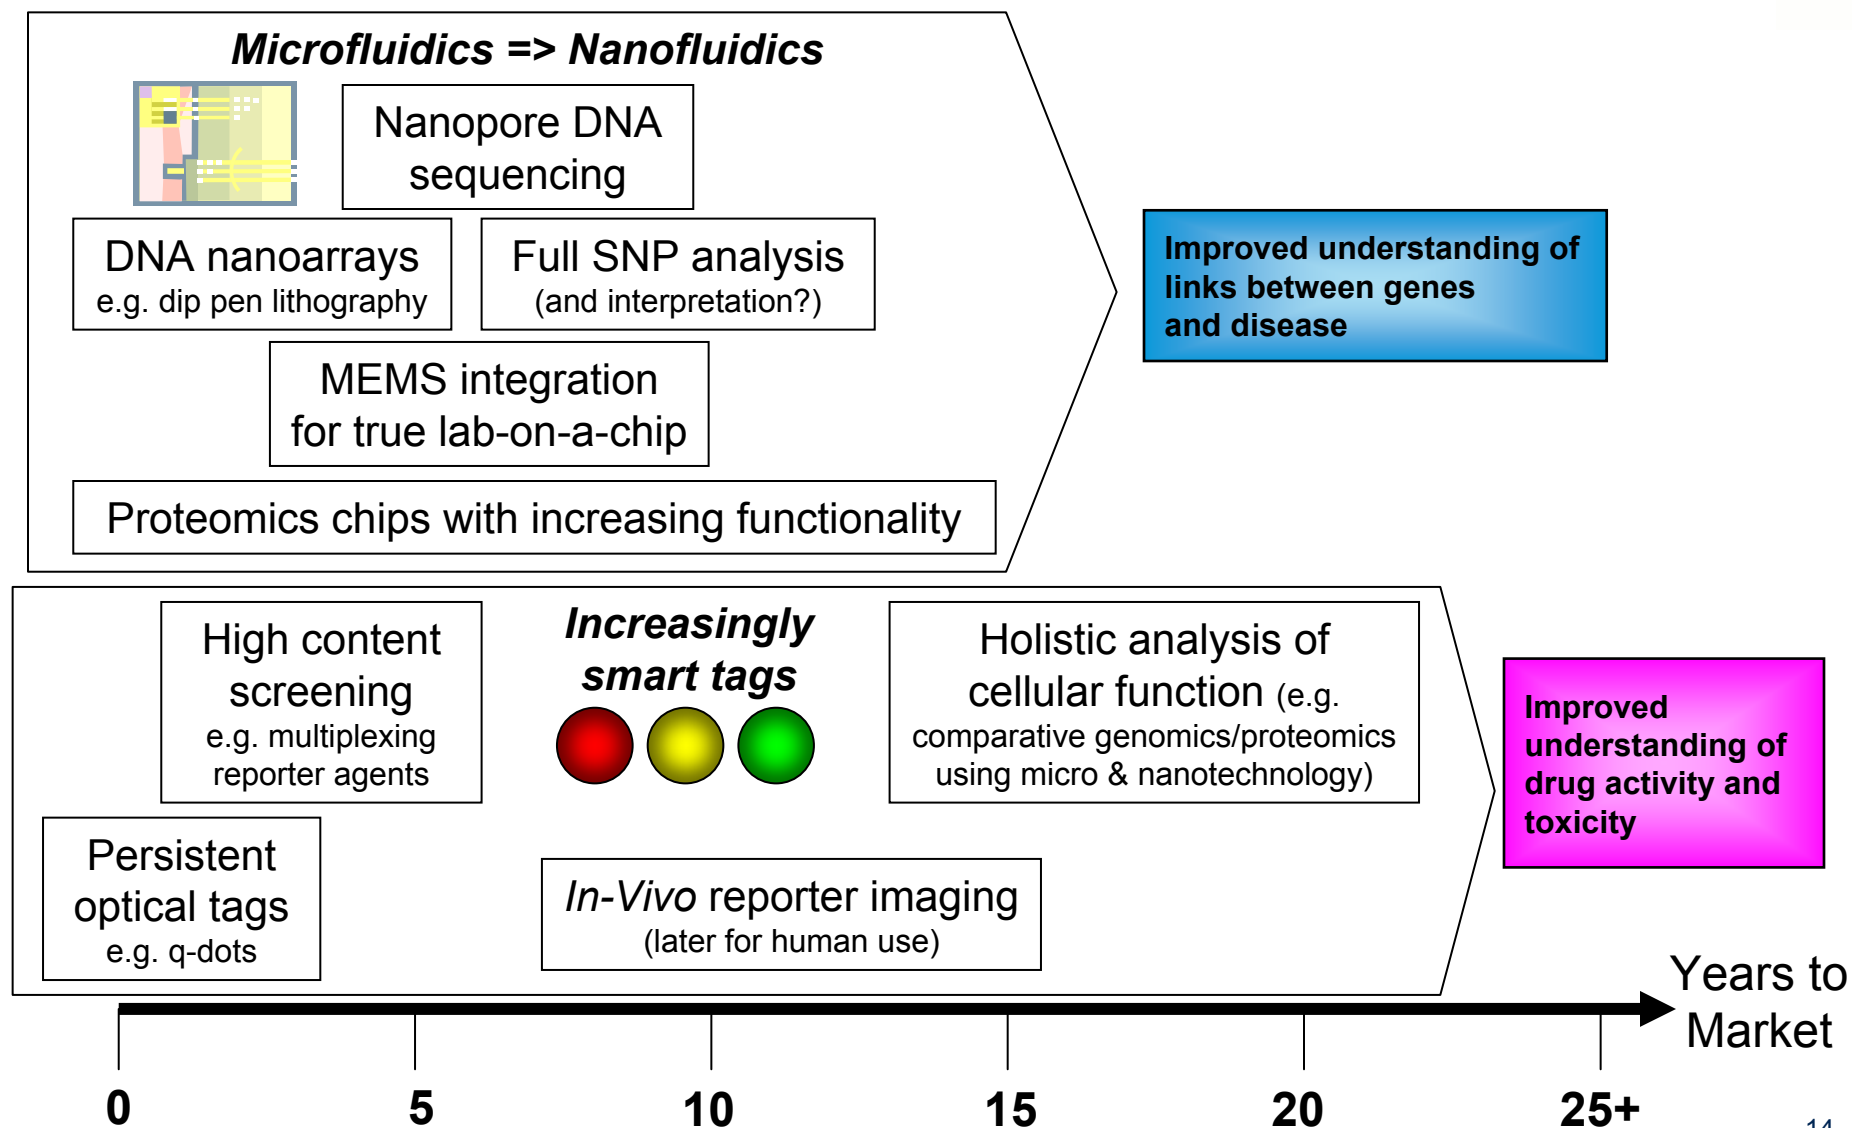 Microfluidics => Nanofluidics
Nanopore DNA
sequencing
DNA nanoarrays
e.g. dip pen lithography
Full SNP analysis
(and interpretation?)
MEMS integration
for true lab-on-a-chip
Proteomics chips with increasing functionality
Improved understanding of
links between genes
and disease
High content
screening
e.g. multiplexing
reporter agents
Increasingly
smart tags
Holistic analysis of
cellular function (e.g.
comparative genomics/proteomics
using micro & nanotechnology)
Improved
understanding of
drug activity and
toxicity
Persistent
optical tags
e.g. q-dots
In-Vivo reporter imaging
(later for human use)
Years to
Market
0 5 10 15 20 25+
14